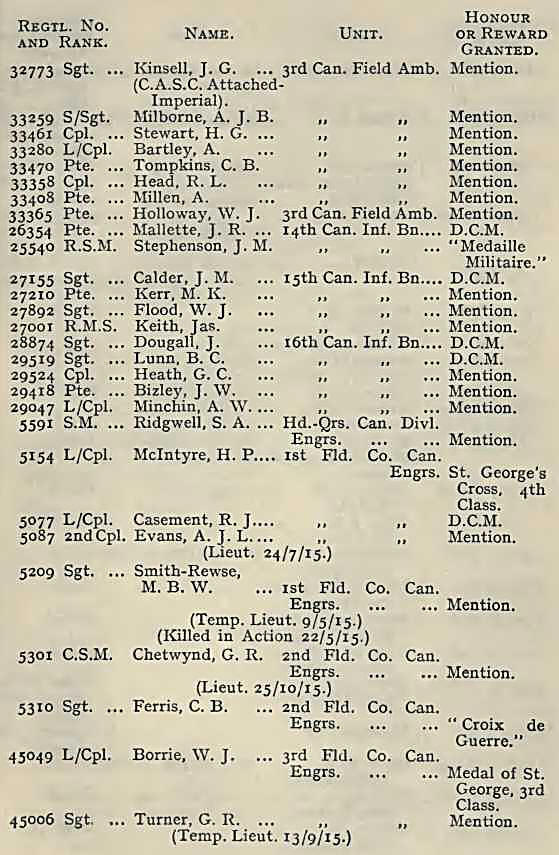 REGTL. NO. AND RANK. NAME. UNIT. HONOUR OR REWARD GRANTED.
32773 Sgt. ... Kinsell, J. G. ... 3rd Can. Field Amb. Mention.
(C.A.S.C. Attached-
Imperial).
33259 S/Sgt. Milborne, A. J. B. ,, ,, Mention.
33461 Cpl. ... Stewart, H. G. ... ,, ,, Mention.
33280 L/Cpl. Bartley, A. ,, ,, Mention.
33470 Pte. ... Tompkins, C. B. ,, ,, Mention.
33358 Cpl. ... Head, R. L. ... ,, ,, Mention.
33408 Pte. ... Millen, A. ... ,, ,, Mention.
33365 Pte. ... Holloway, W. J. 3rd Can. Field Amb. Mention.
26354 Pte. ... Mallette, J. R. ... 14th Can. Inf. Bn.... D.C.M.
25540 R.S.M. Stephenson, J. M. ,, ,, ... "Medaille
Militaire."
27155 Sgt. ... Calder, J. M. ... 15th Can. Inf. Bn.... D.C.M.
27210 Pte. ... Kerr, M. K. ... ,, ,, ... Mention.
27892 Sgt. ... Flood, W. J. ... ,, ,, ... Mention.
27001 R.M.S. Keith, Jas. ... ,, ,, ... Mention.
28874 Sgt. ... Dougall, J. ... 16th Can. Inf. Bn.... D.C.M.
29519 Sgt. ... Lunn, B. C. ... ,, ,, ... D.C.M.
29524 Cpl. ... Heath, G. C. ... ,, ,, ... Mention.
29418 Pte. ... Bizley, J. W. ... ,, ,, ... Mention.
29047 L/Cpl. Minchin, A. W. ... ,, ,, ... Mention.
5591 S.M. ... Ridgwell, S. A. ... Hd.-Qrs. Can. Divl.
Engrs. ... ... Mention.
5154 L/Cpl. McIntyre, H. P.... 1st Fld. Co. Can.
Engrs. St. George's
Cross, 4th
Class.
5077 L/Cpl. Casement, R. J.... ,, ,, D.C.M.
5087 2nd Cpl. Evans, A. J. L.... ,, ,, Mention.
(Lieut. 24/7/15.)
5209 Sgt. ... Smith-Rewse,
M. B. W. ... 1st Fld. Co. Can.
Engrs. ... ... Mention.
(Temp. Lieut. 9/5/15.)
(Killed in Action 22/5/15.)
5301 C.S.M. Chetwynd, G. R. 2nd Fld. Co. Can.
Engrs. ... ... Mention.
(Lieut. 25/10/15.)
5310 Sgt. ... Ferris, C. B. ... 2nd Fld. Co. Can.
Engrs. ... ... "Croix de
Guerre."
45049 L/Cpl. Borrie, W. J. ... 3rd Fld. Co. Can.
Engrs. ... ... Medal of St.
George, 3rd
Class.
45006 Sgt. ... Turner, G. R. ... ,, ,, Mention.
(Temp. Lieut. 13/9/15.)